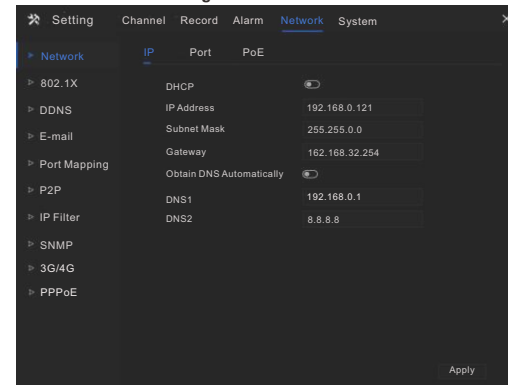 Setting Channel Record Alarm Network System
Network
802.1X
DDNS
E-mail
Port Mapping
P2P
IP Filter
SNMP
3G/4G
PPPoE
IP Port PoE
DHCP
IP Address 192.168.0.121
Subnet Mask 255.255.0.0
Gateway 162.168.32.254
Obtain DNS Automatically
DNS1 192.168.0.1
DNS2 8.8.8.8
Apply